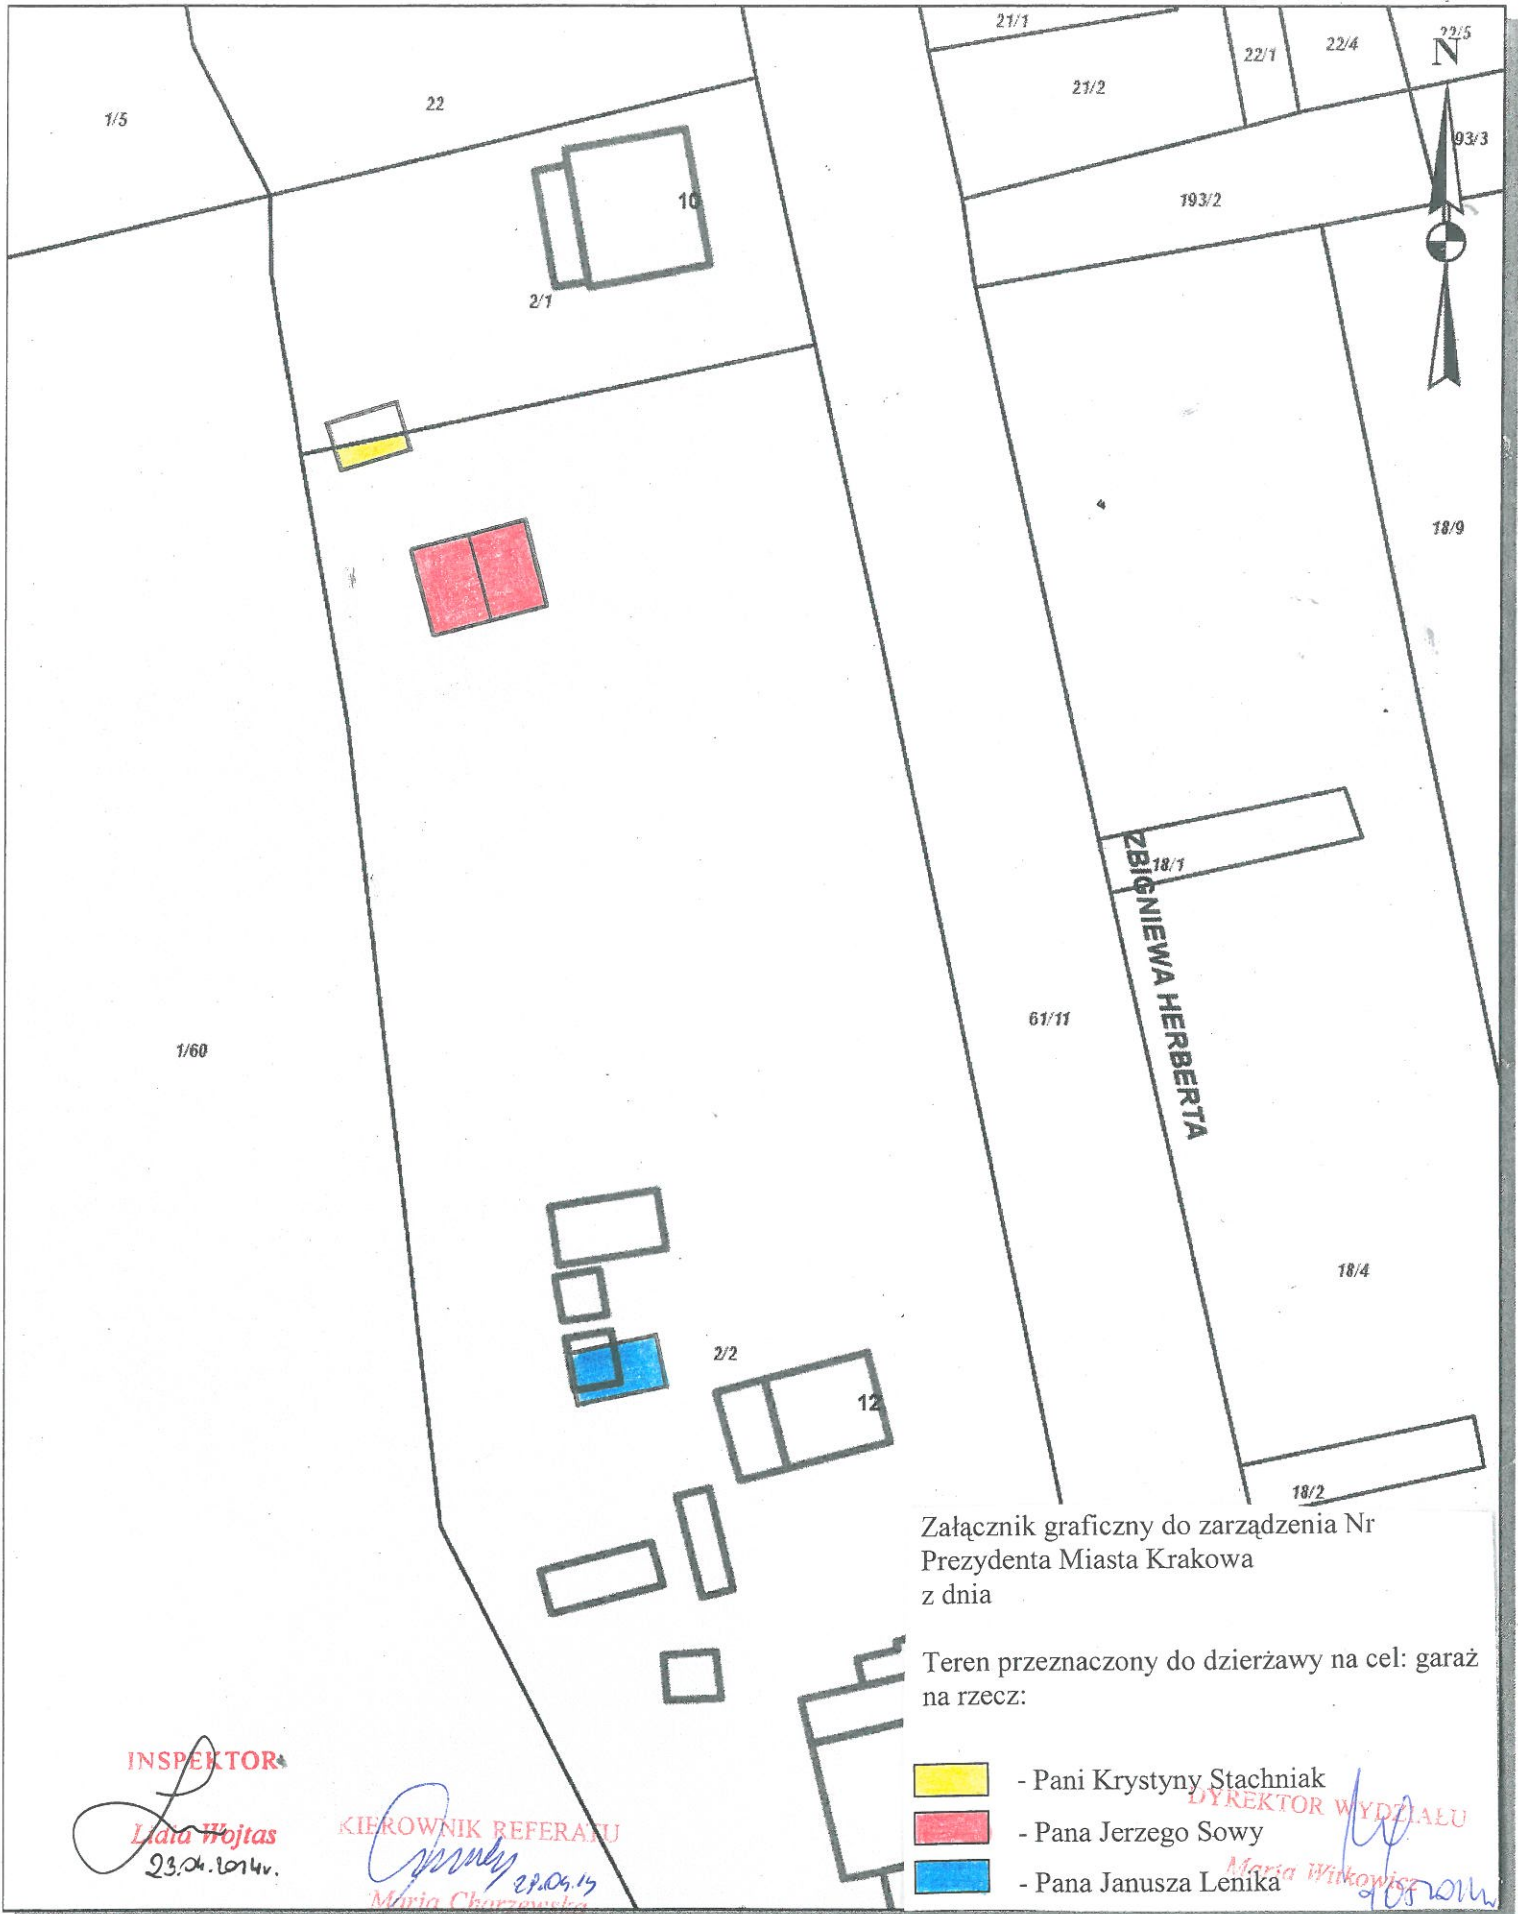 21/1
22/5
N
22/4
22/1
21/2
1/5
22
93/3
193/2
10
2/1
18/9
ZBIGNIEWA HERBERTA
18/1
61/11
1/60
18/4
2/2
12
18/2
Załącznik graficzny do zarządzenia Nr
Prezydenta Miasta Krakowa
z dnia
Teren przeznaczony do dzierżawy na cel: garaż
na rzecz:
- Pani Krystyny Stachniak
- Pana Jerzego Sowy
- Pana Janusza Lenika
INSPEKTOR
Lidia Wojtas
23.04.2014r.
KIEROWNIK REFERATU
Maria Chorzewska
DYREKTOR WYDZIAŁU
Marta Witkowicz